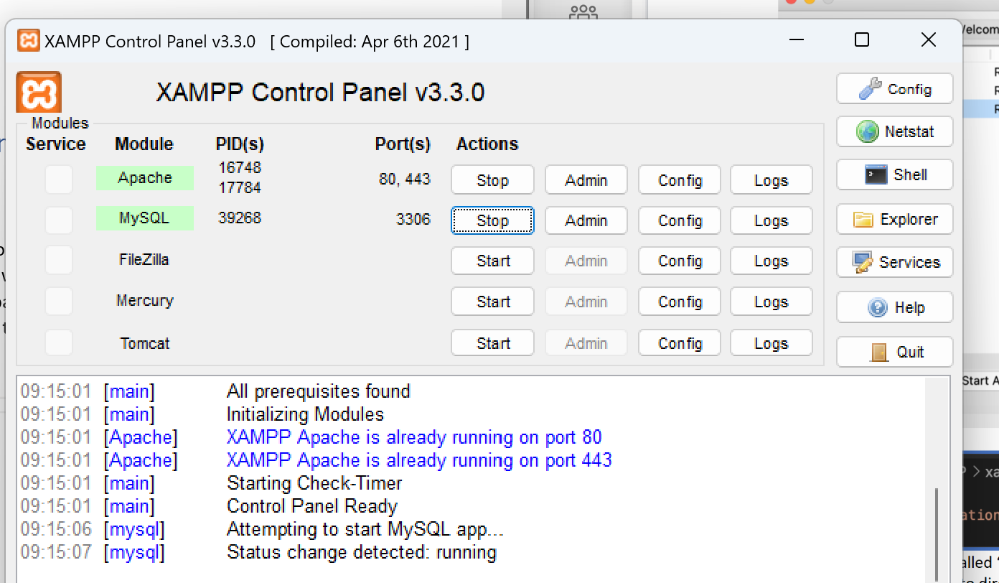 XAMPP Control Panel v3.3.0 [ Compiled: Apr 6th 2021 ]
XAMPP Control Panel v3.3.0
Modules
Service Module PID(s) Port(s) Actions
Apache 16748 17784 80, 443 Stop Admin Config Logs
MySQL 39268 3306 Stop Admin Config Logs
FileZilla Start Admin Config Logs
Mercury Start Admin Config Logs
Tomcat Start Admin Config Logs
Config
Netstat
Shell
Explorer
Services
Help
Quit
09:15:01 [main] All prerequisites found
09:15:01 [main] Initializing Modules
09:15:01 [Apache] XAMPP Apache is already running on port 80
09:15:01 [Apache] XAMPP Apache is already running on port 443
09:15:01 [main] Starting Check-Timer
09:15:01 [main] Control Panel Ready
09:15:06 [mysql] Attempting to start MySQL app...
09:15:07 [mysql] Status change detected: running
Start A